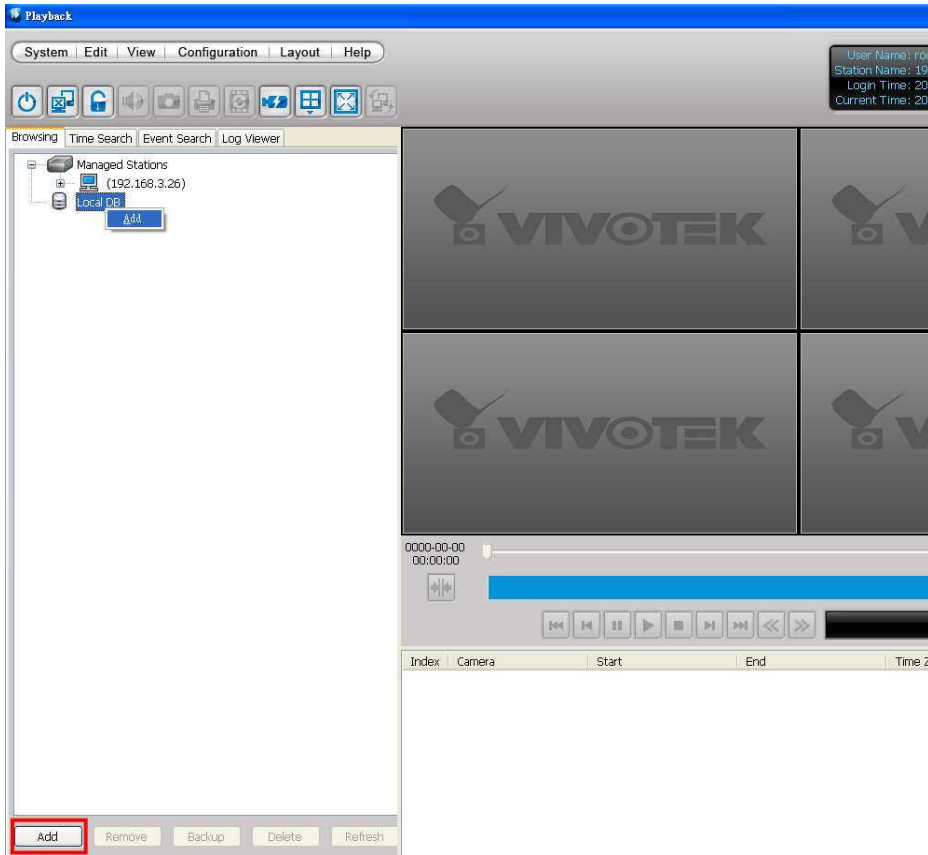 Playback
System Edit View Configuration Layout Help
User Name: ro
Station Name: 19
Login Time: 20
Current Time: 20
Browsing Time Search Event Search Log Viewer
Managed Stations
(192.168.3.26)
Local DB
Add
VIVOTEK
V
VIVOTEK
V
0000-00-00
00:00:00
Index Camera Start End Time Z
Add Remove Backup Delete Refresh